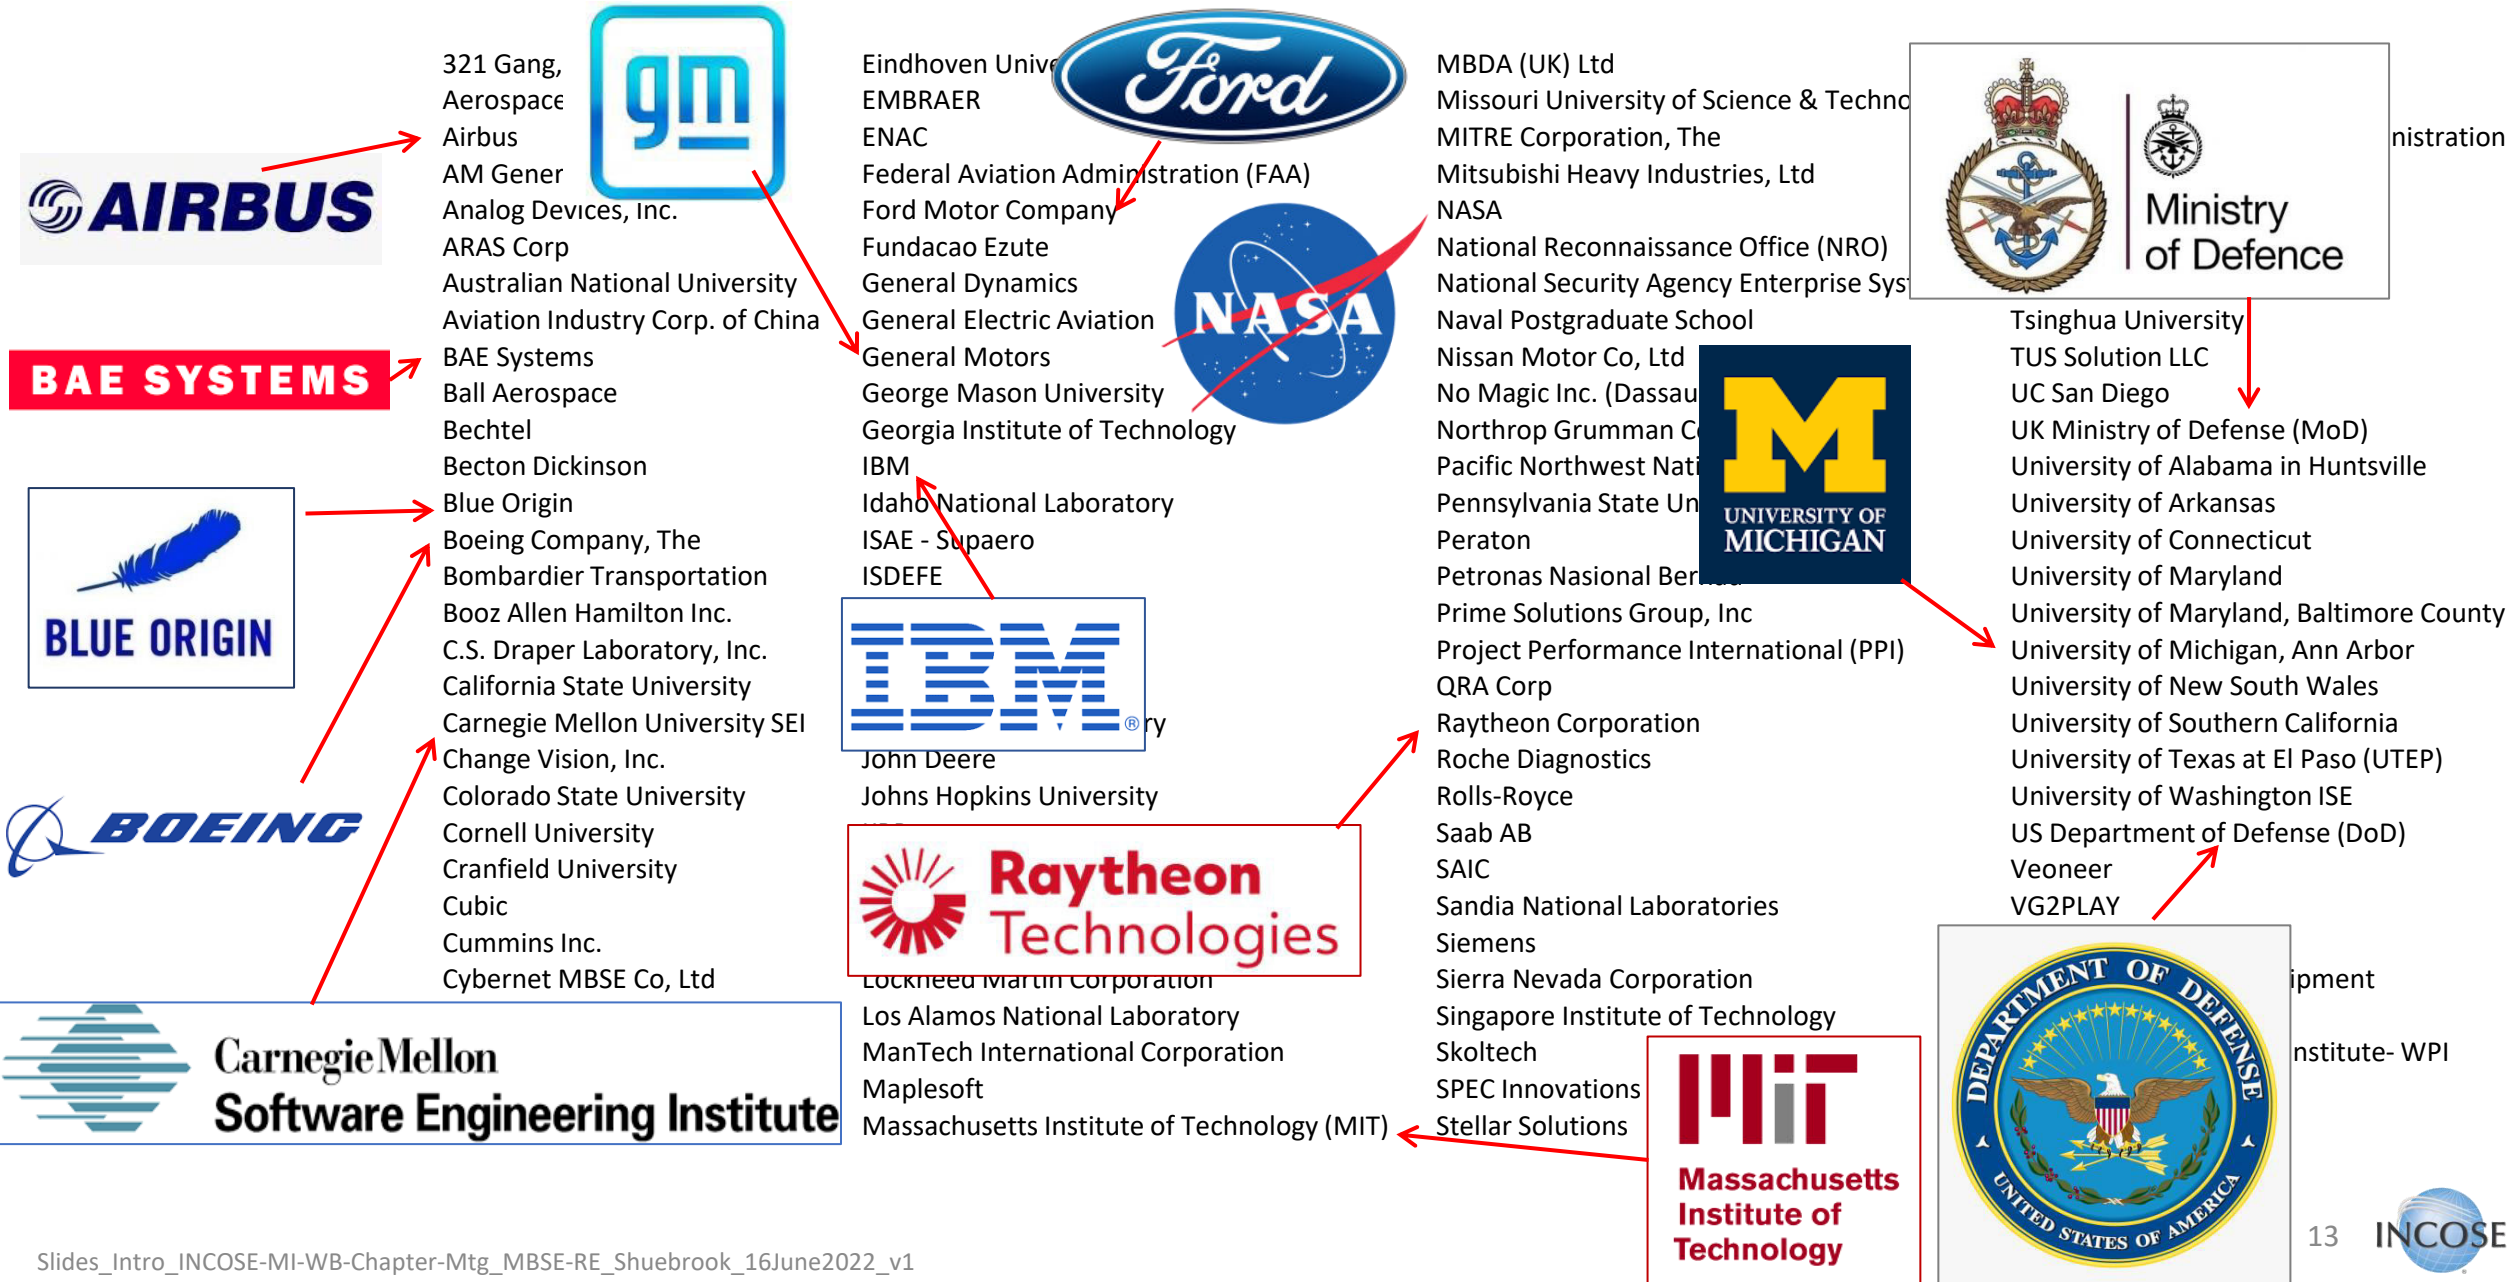 321 Gang,
Aerospace
Airbus
AM Gener
Analog Devices, Inc.
ARAS Corp
Australian National University
Aviation Industry Corp. of China
BAE Systems
Ball Aerospace
Bechtel
Becton Dickinson
Blue Origin
Boeing Company, The
Bombardier Transportation
Booz Allen Hamilton Inc.
C.S. Draper Laboratory, Inc.
California State University
Carnegie Mellon University SEI
Change Vision, Inc.
Colorado State University
Cornell University
Cranfield University
Cubic
Cummins Inc.
Cybernet MBSE Co, Ltd
AIRBUS
BAE SYSTEMS
BLUE ORIGIN
BOEING
Carnegie Mellon
Software Engineering Institute
gm
Ford
Eindhoven Unive
EMBRAER
ENAC
Federal Aviation Administration (FAA)
Ford Motor Company
Fundacao Ezute
General Dynamics
General Electric Aviation
General Motors
George Mason University
Georgia Institute of Technology
IBM
Idaho National Laboratory
ISAE - Supaero
ISDEFE
NASA
IBM®
ry
John Deere
Johns Hopkins University
Raytheon
Technologies
Lockheed Martin Corporation
Los Alamos National Laboratory
ManTech International Corporation
Maplesoft
Massachusetts Institute of Technology (MIT)
MBDA (UK) Ltd
Missouri University of Science & Techno
MITRE Corporation, The
Mitsubishi Heavy Industries, Ltd
NASA
National Reconnaissance Office (NRO)
National Security Agency Enterprise Sys
Naval Postgraduate School
Nissan Motor Co, Ltd
No Magic Inc. (Dassau
Northrop Grumman C
Pacific Northwest Nati
Pennsylvania State Un
Peraton
Petronas Nasional Berhad
Prime Solutions Group, Inc
Project Performance International (PPI)
QRA Corp
Raytheon Corporation
Roche Diagnostics
Rolls-Royce
Saab AB
SAIC
Sandia National Laboratories
Siemens
Sierra Nevada Corporation
Singapore Institute of Technology
Skoltech
SPEC Innovations
Stellar Solutions
M
UNIVERSITY OF
MICHIGAN
MiT
Massachusetts
Institute of
Technology
Ministry
of Defence
nistration
Tsinghua University
TUS Solution LLC
UC San Diego
UK Ministry of Defense (MoD)
University of Alabama in Huntsville
University of Arkansas
University of Connecticut
University of Maryland
University of Maryland, Baltimore County
University of Michigan, Ann Arbor
University of New South Wales
University of Southern California
University of Texas at El Paso (UTEP)
University of Washington ISE
US Department of Defense (DoD)
Veoneer
VG2PLAY
ipment
nstitute- WPI
DEPARTMENT OF DEFENSE
UNITED STATES OF AMERICA
Slides_Intro_INCOSE-MI-WB-Chapter-Mtg_MBSE-RE_Shuebrook_16June2022_v1
13
INCOSE